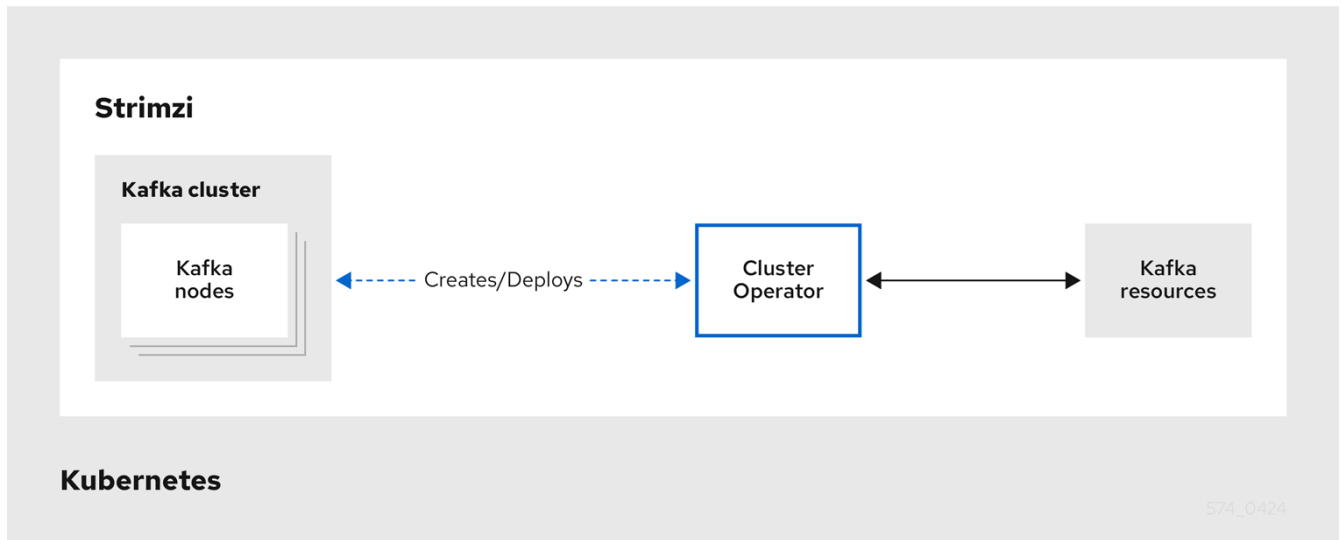 Strimzi
Kafka cluster
Kafka
nodes
Creates/Deploys
Cluster
Operator
Kafka
resources
Kubernetes
574_0424